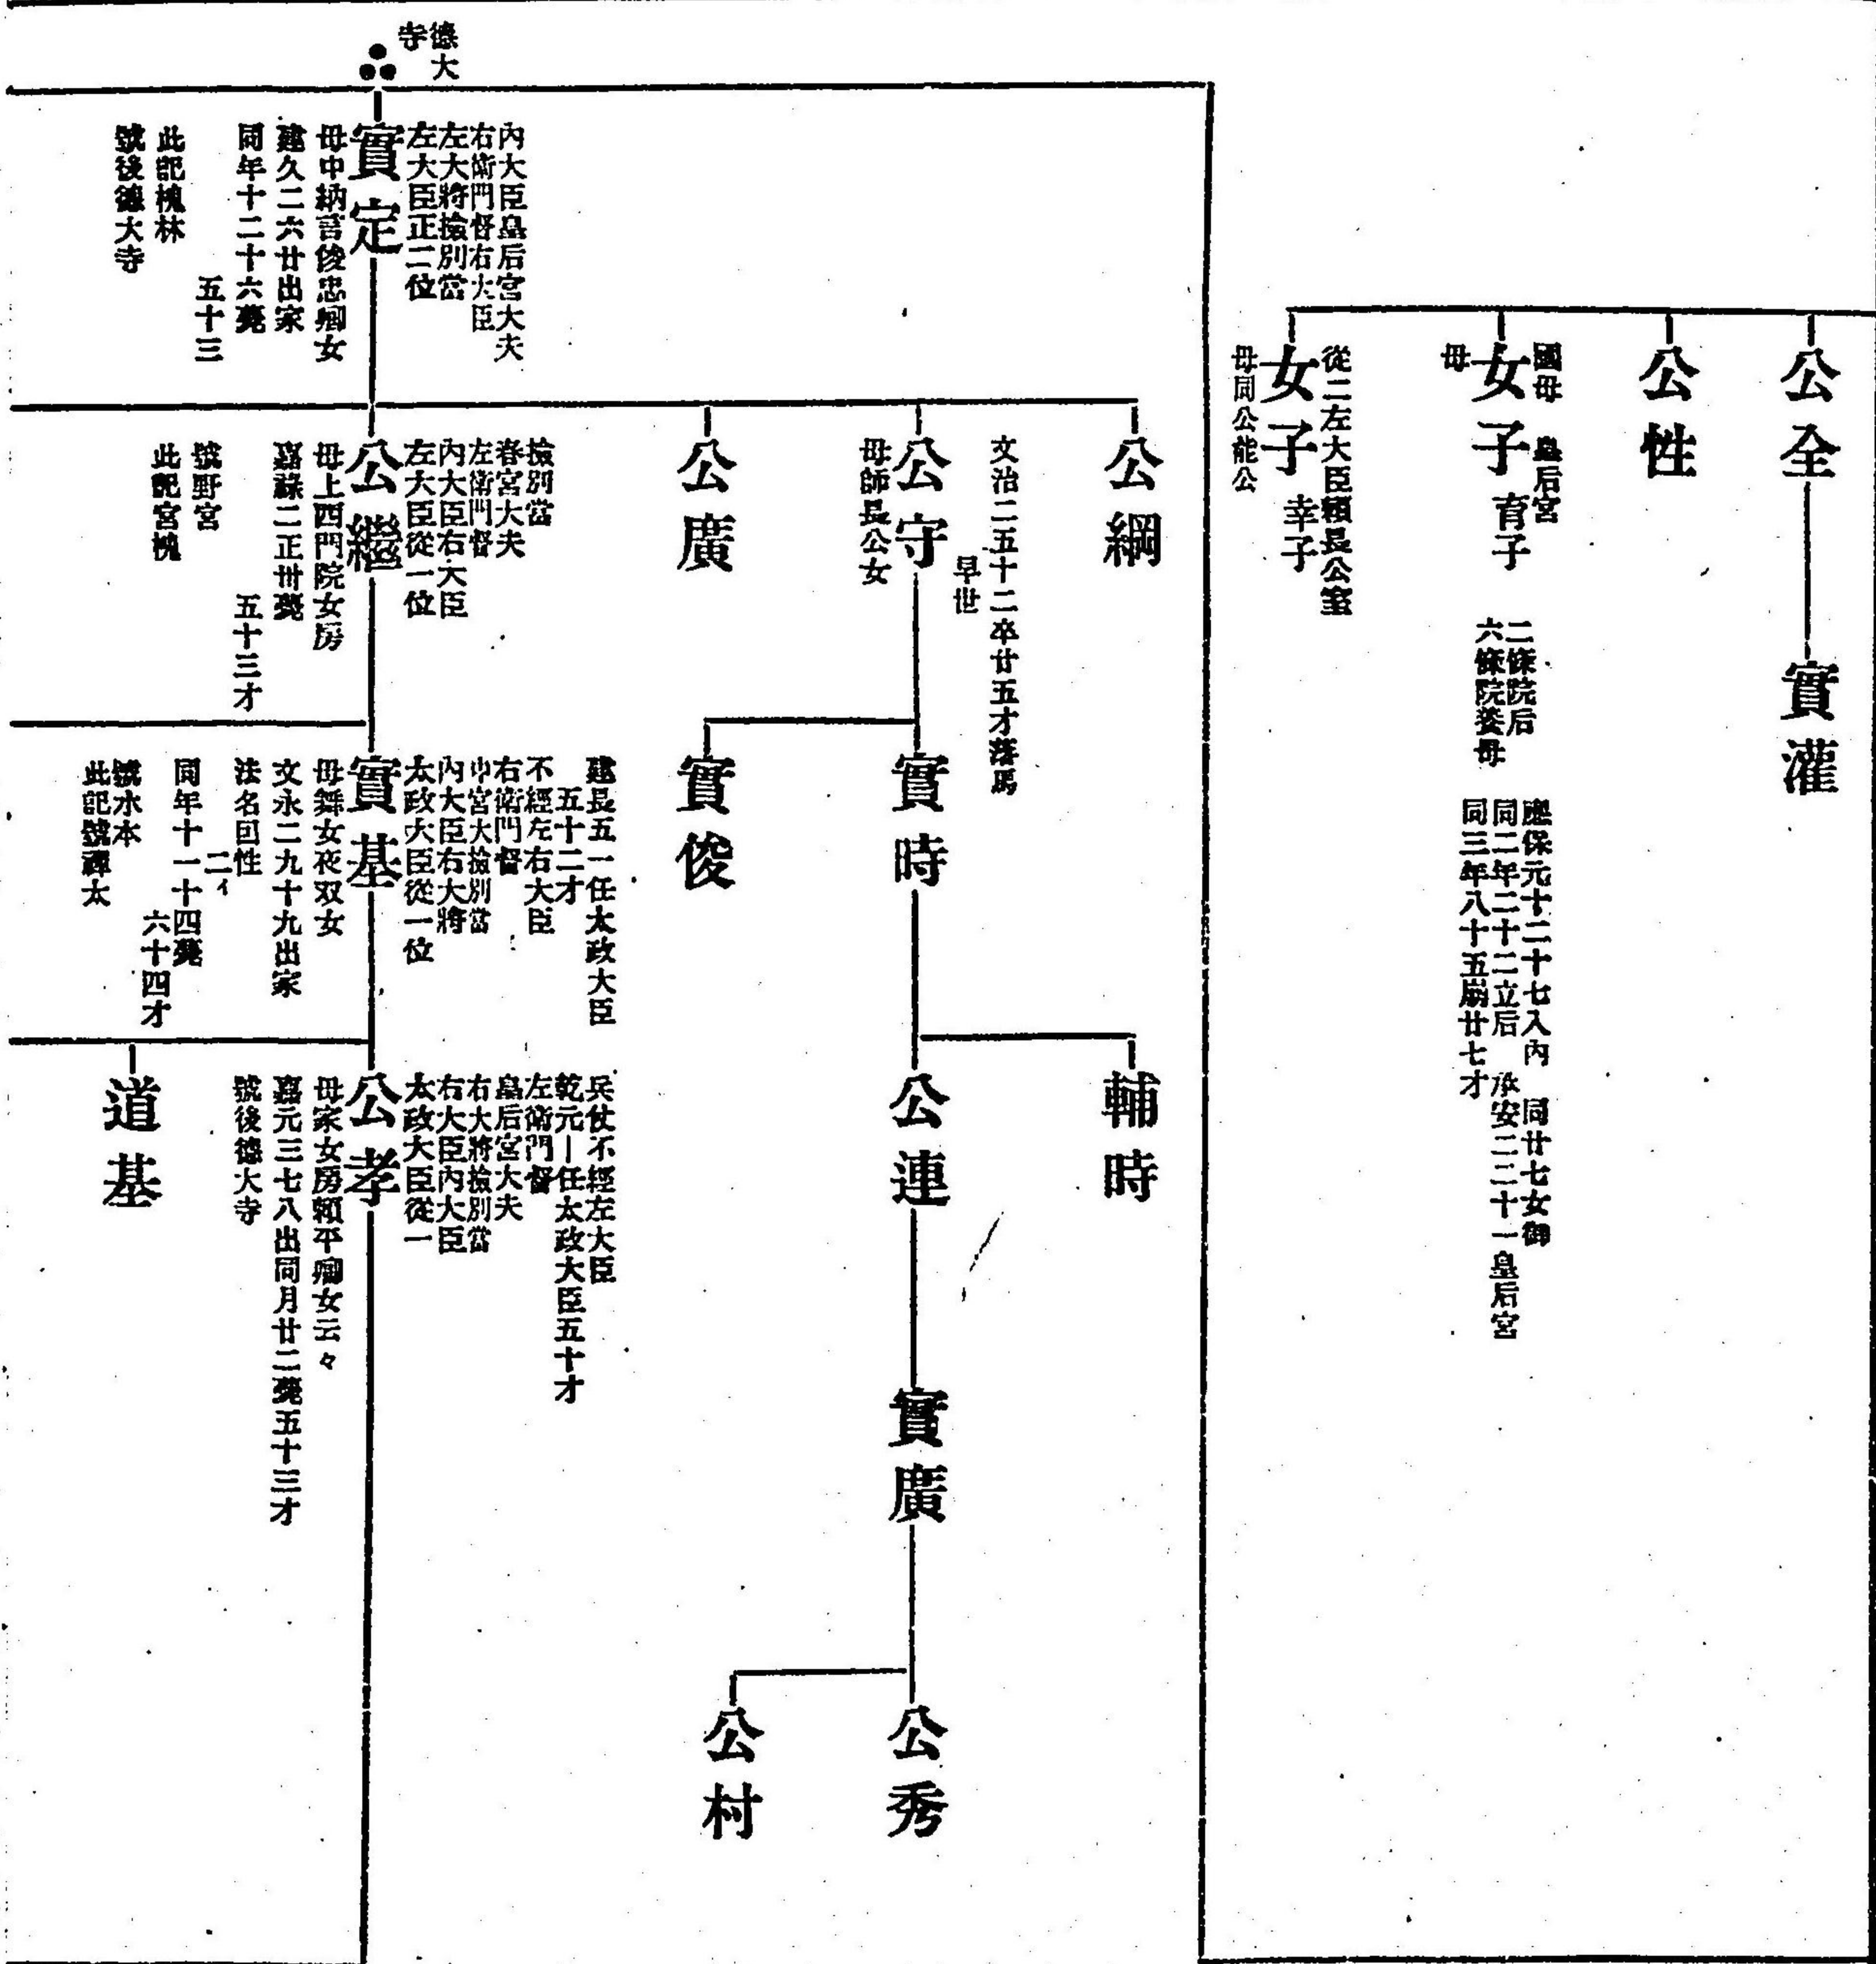 公全
實灌
公性
國母 皇后宮
女子 育子
母
二條院后
六條院養母
應保元十二十七入内 同廿七女御
同二年二十二立后 承安二二十一皇后宮
同三年八十五崩廿七才
從二左大臣頼長公室
女子 幸子
母同公能公
德大寺
内大臣皇后宮大夫
右衛門督右大臣
左大將撿別當
左大臣正二位
實定
母中納言俊忠卿女
建久二六廿出家
同年十二十六薨
五十三
此記槐林
號後德大寺
公綱
文治二五十二卒廿五才落馬
早世
公守
母師長公女
公廣
撿別當
春宮大夫
左衛門督
内大臣右大臣
左大臣從一位
公繼
母上西門院女房
嘉祿二正卅薨
五十三才
號野宮
此記宮槐
實時
實俊
建長五一任太政大臣
五十二才
不經左右大臣
右衛門督
中宮大撿別當
内大臣右大將
太政大臣從一位
實基
母舞女夜双女
文永二九十九出家
法名回性
二イ
同年十一十四薨
六十四才
號水本
此記號禪太
輔時
公連
兵仗不經左大臣
乾元—任太政大臣五十才
左衛門督
皇后宮大夫
右大將撿別當
右大臣内大臣
太政大臣從一
公孝
母家女房頼平卿女云々
嘉元三七八出同月廿二薨五十三才
號後德大寺
道基
實廣
公秀
公村